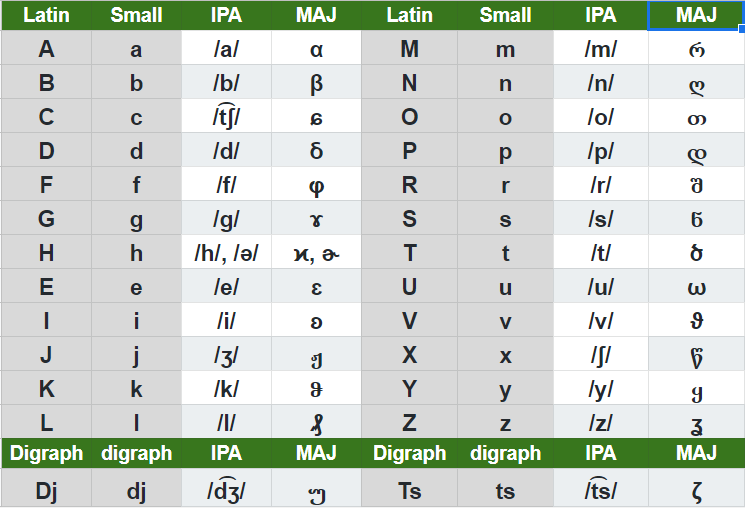 Latin Small IPA MAJ Latin Small IPA MAJ
A a /a/ α M m /m/ რ
B b /b/ β N n /n/ ღ
C c /t͡ʃ/ O o /o/ თ
D d /d/ δ P p /p/ დ
F f /f/ φ R r /r/ შ
G g /g/ ɤ S s /s/ ნ
H h /h/, /ə/ ϰ, ɚ T t /t/
E e /e/ ε U u /u/ ω
I i /i/ ʚ V v /v/ ϑ
J j /ʒ/ ჟ X x /ʃ/
K k /k/ Y y /y/ ყ
L l /l/ Z z /z/ ʓ
Digraph digraph IPA MAJ Digraph digraph IPA MAJ
Dj dj /d͡ʒ/ Ts ts /t͡s/ ζ